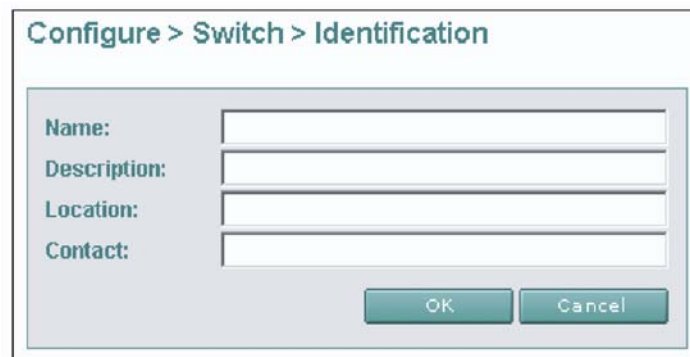 Configure > Switch > Identification
Name:
Description:
Location:
Contact:
OK Cancel